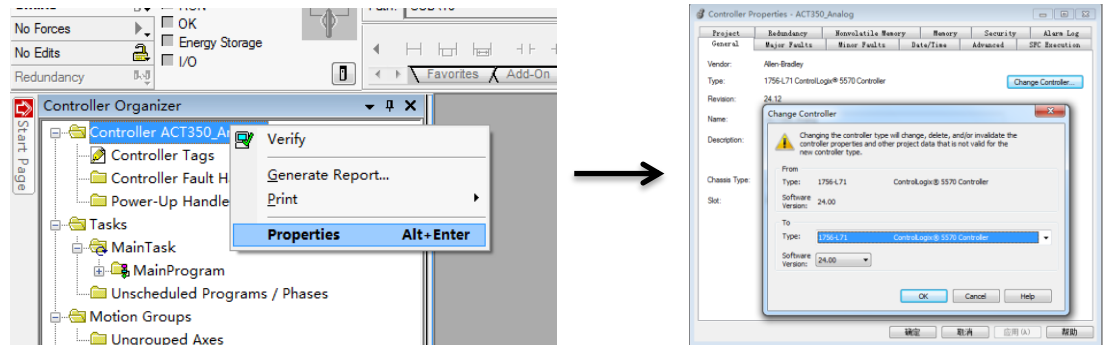 OK
No Forces
Energy Storage
No Edits
I/O
Redundancy
Favorites
Add-On
Start Page
Controller Organizer
Controller ACT350_An
Controller Tags
Controller Fault H
Power-Up Handle
Tasks
MainTask
MainProgram
Unscheduled Programs / Phases
Motion Groups
Ungrouped Axes
Verify
Generate Report...
Print
Properties Alt+Enter
Controller Properties - ACT350_Analog
Project Redundancy Nonvolatile Memory Memory Security Alarm Log
General Major Faults Minor Faults Date/Time Advanced SFC Execution
Vendor: Allen-Bradley
Type: 1756-L71 ControlLogix® 5570 Controller Change Controller...
Revision: 24.12
Name:
Description:
Chassis Type:
Slot:
Change Controller
Changing the controller type will change, delete, and/or invalidate the
controller properties and other project data that is not valid for the
new controller type.
From
Type: 1756-L71 ControlLogix® 5570 Controller
Software
Version: 24.00
To
Type: 1756-L71 ControlLogix® 5570 Controller
Software
Version: 24.00
OK Cancel Help
确定 取消 应用(A) 帮助